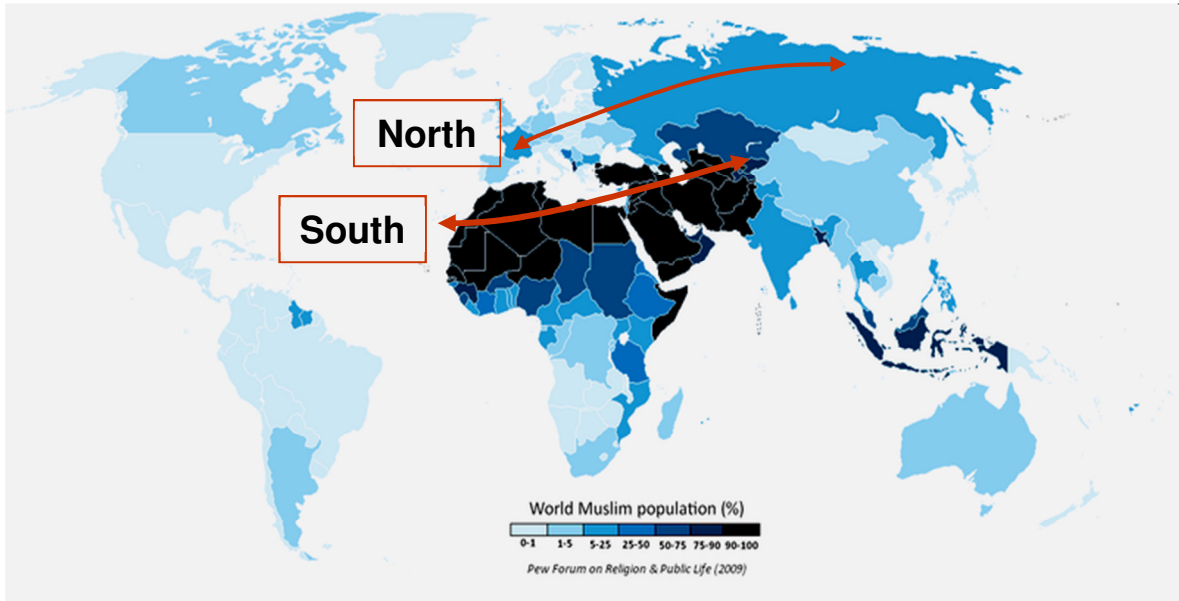 North
South
World Muslim population (%)
0-1 1-5 5-25 25-50 50-75 75-90 90-100
Pew Forum on Religion & Public Life (2009)